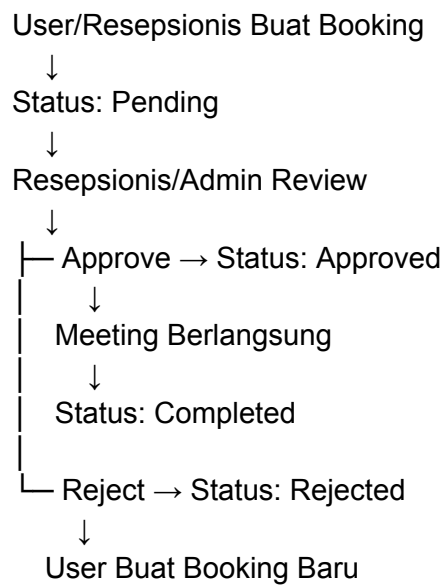 User/Resepsionis Buat Booking
↓
Status: Pending
↓
Resepsionis/Admin Review
↓
├─ Approve → Status: Approved
│ ↓
│ Meeting Berlangsung
│ ↓
│ Status: Completed
│
└─ Reject → Status: Rejected
↓
User Buat Booking Baru